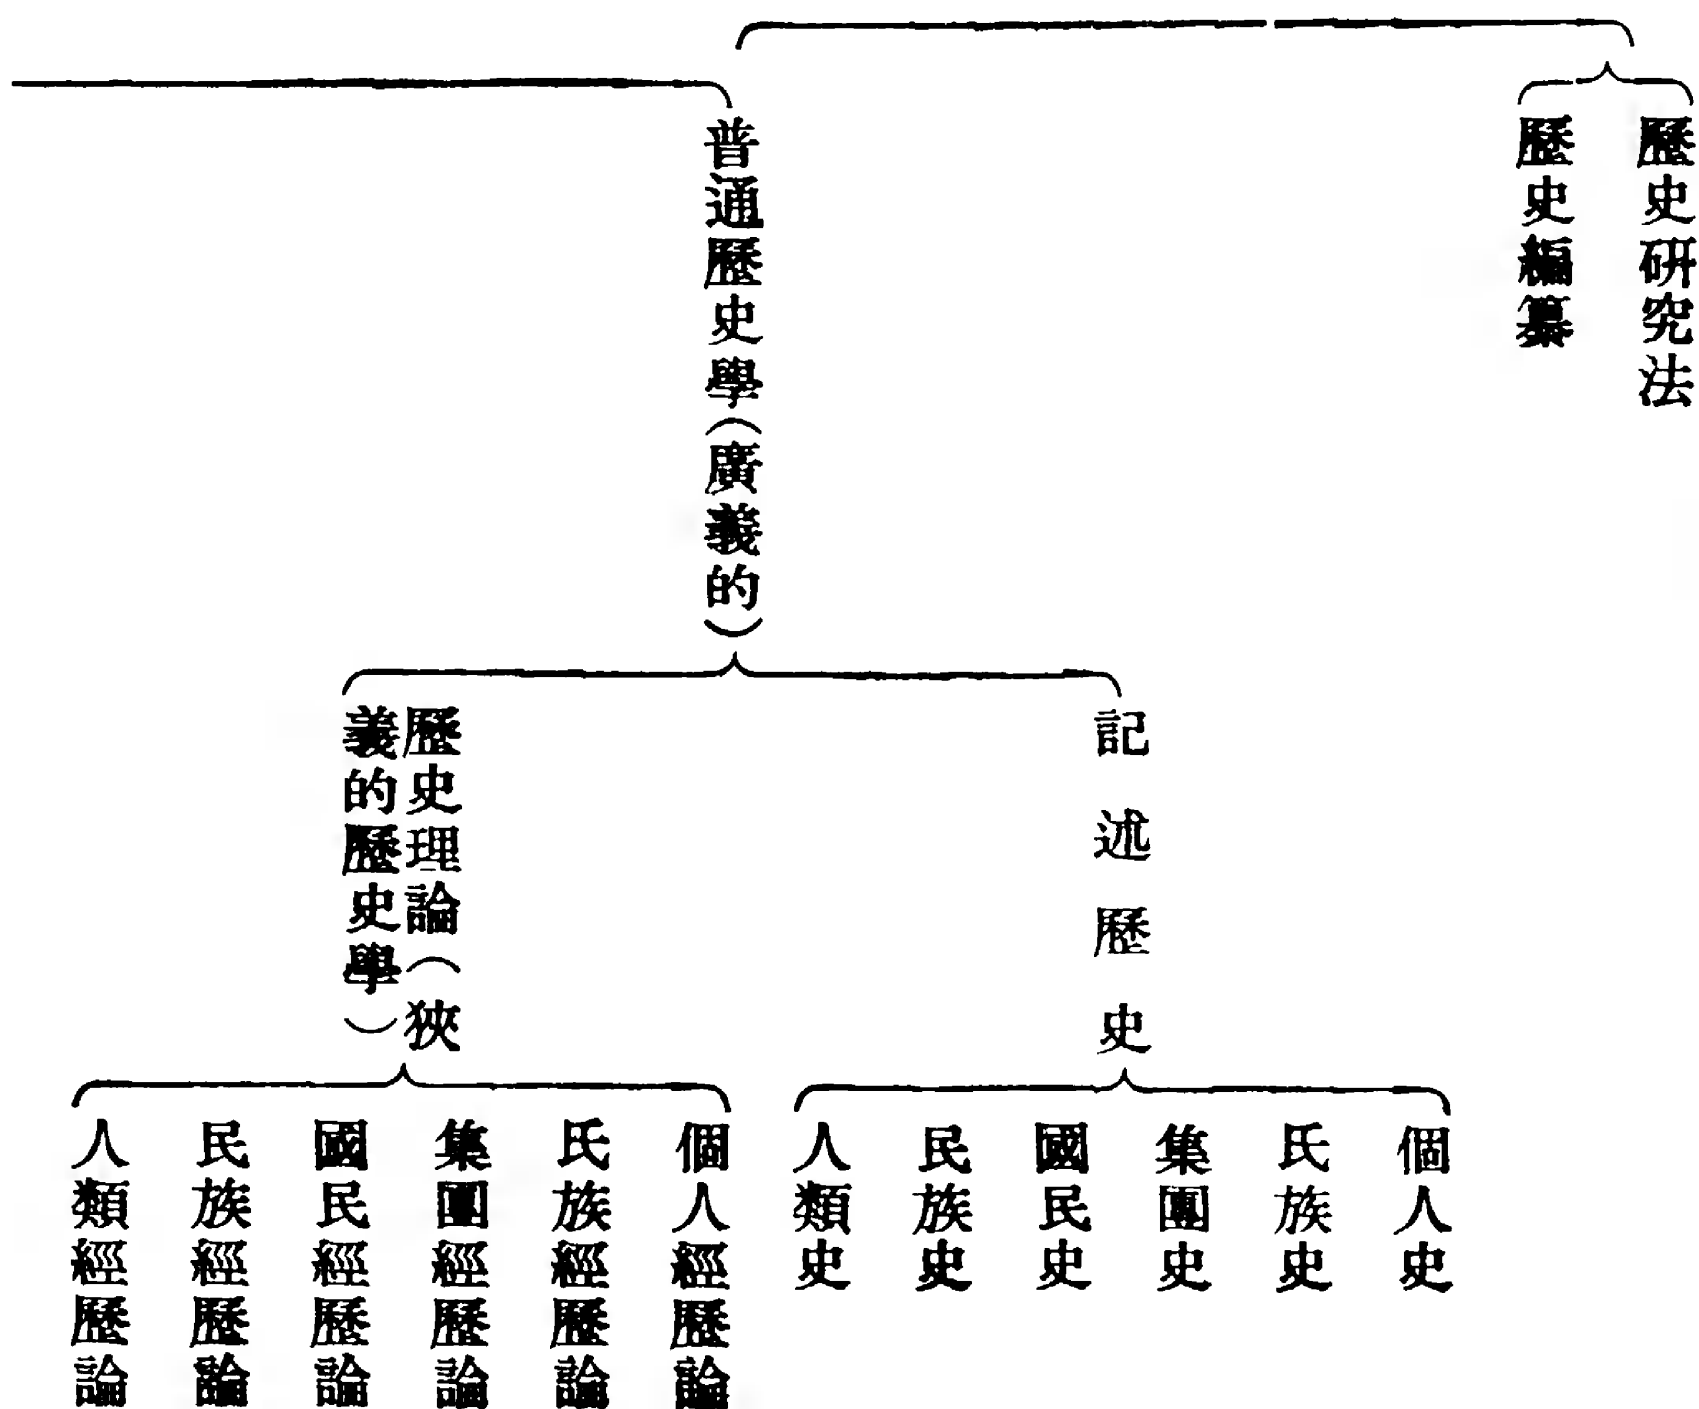 歷史研究法
歷史編纂
普通歷史學(廣義的)
記述歷史
個人史
氏族史
集團史
國民史
民族史
人類史
歷史理論(狹
義的歷史學)
個人經歷論
氏族經歷論
集團經歷論
國民經歷論
民族經歷論
人類經歷論